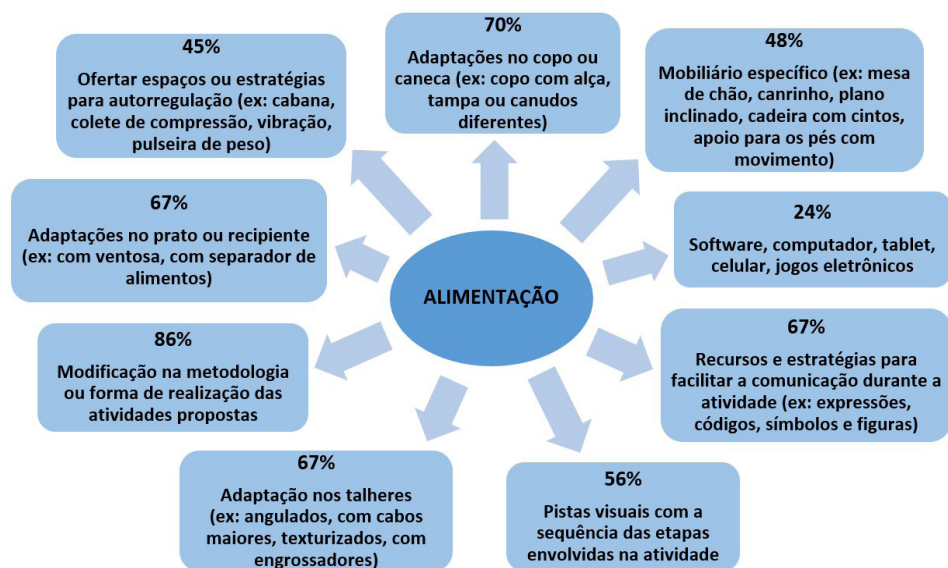 45%
Ofertar espaços ou estratégias
para autorregulação (ex: cabana,
colete de compressão, vibração,
pulseira de peso)
70%
Adaptações no copo ou
caneca (ex: copo com alça,
tampa ou canudos
diferentes)
48%
Mobiliário específico (ex: mesa
de chão, canrinho, plano
inclinado, cadeira com cintos,
apoio para os pés com
movimento)
67%
Adaptações no prato ou recipiente
(ex: com ventosa, com separador de
alimentos)
24%
Software, computador, tablet,
celular, jogos eletrônicos
ALIMENTAÇÃO
86%
Modificação na metodologia
ou forma de realização das
atividades propostas
67%
Recursos e estratégias para
facilitar a comunicação durante a
atividade (ex: expressões,
códigos, símbolos e figuras)
67%
Adaptação nos talheres
(ex: angulados, com cabos
maiores, texturizados, com
engrossadores)
56%
Pistas visuais com a
sequência das etapas
envolvidas na atividade